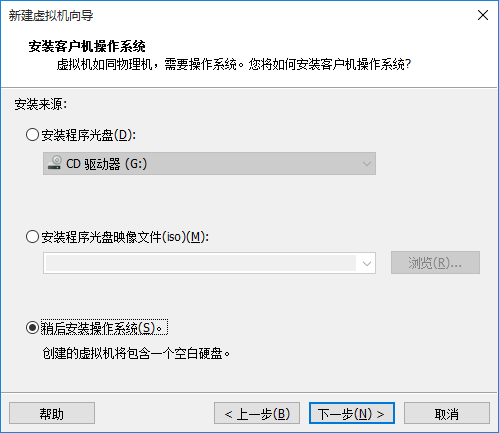 新建虚拟机向导
安装客户机操作系统
虚拟机如同物理机，需要操作系统。您将如何安装客户机操作系统?
安装来源:
安装程序光盘(D):
CD 驱动器 (G:)
安装程序光盘映像文件(iso)(M):
浏览(R)...
稍后安装操作系统(S)。
创建的虚拟机将包含一个空白硬盘。
帮助
< 上一步(B)
下一步(N) >
取消